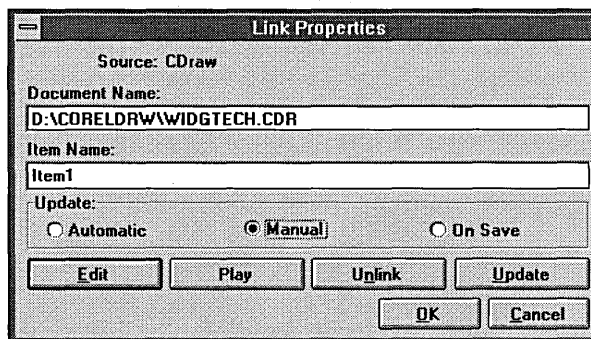 Link Properties
Source: CDraw
Document Name:
D:\CORELDRW\WIDGTECH.CDR
Item Name:
Item1
Update:
Automatic Manual On Save
Edit Play Unlink Update
OK Cancel